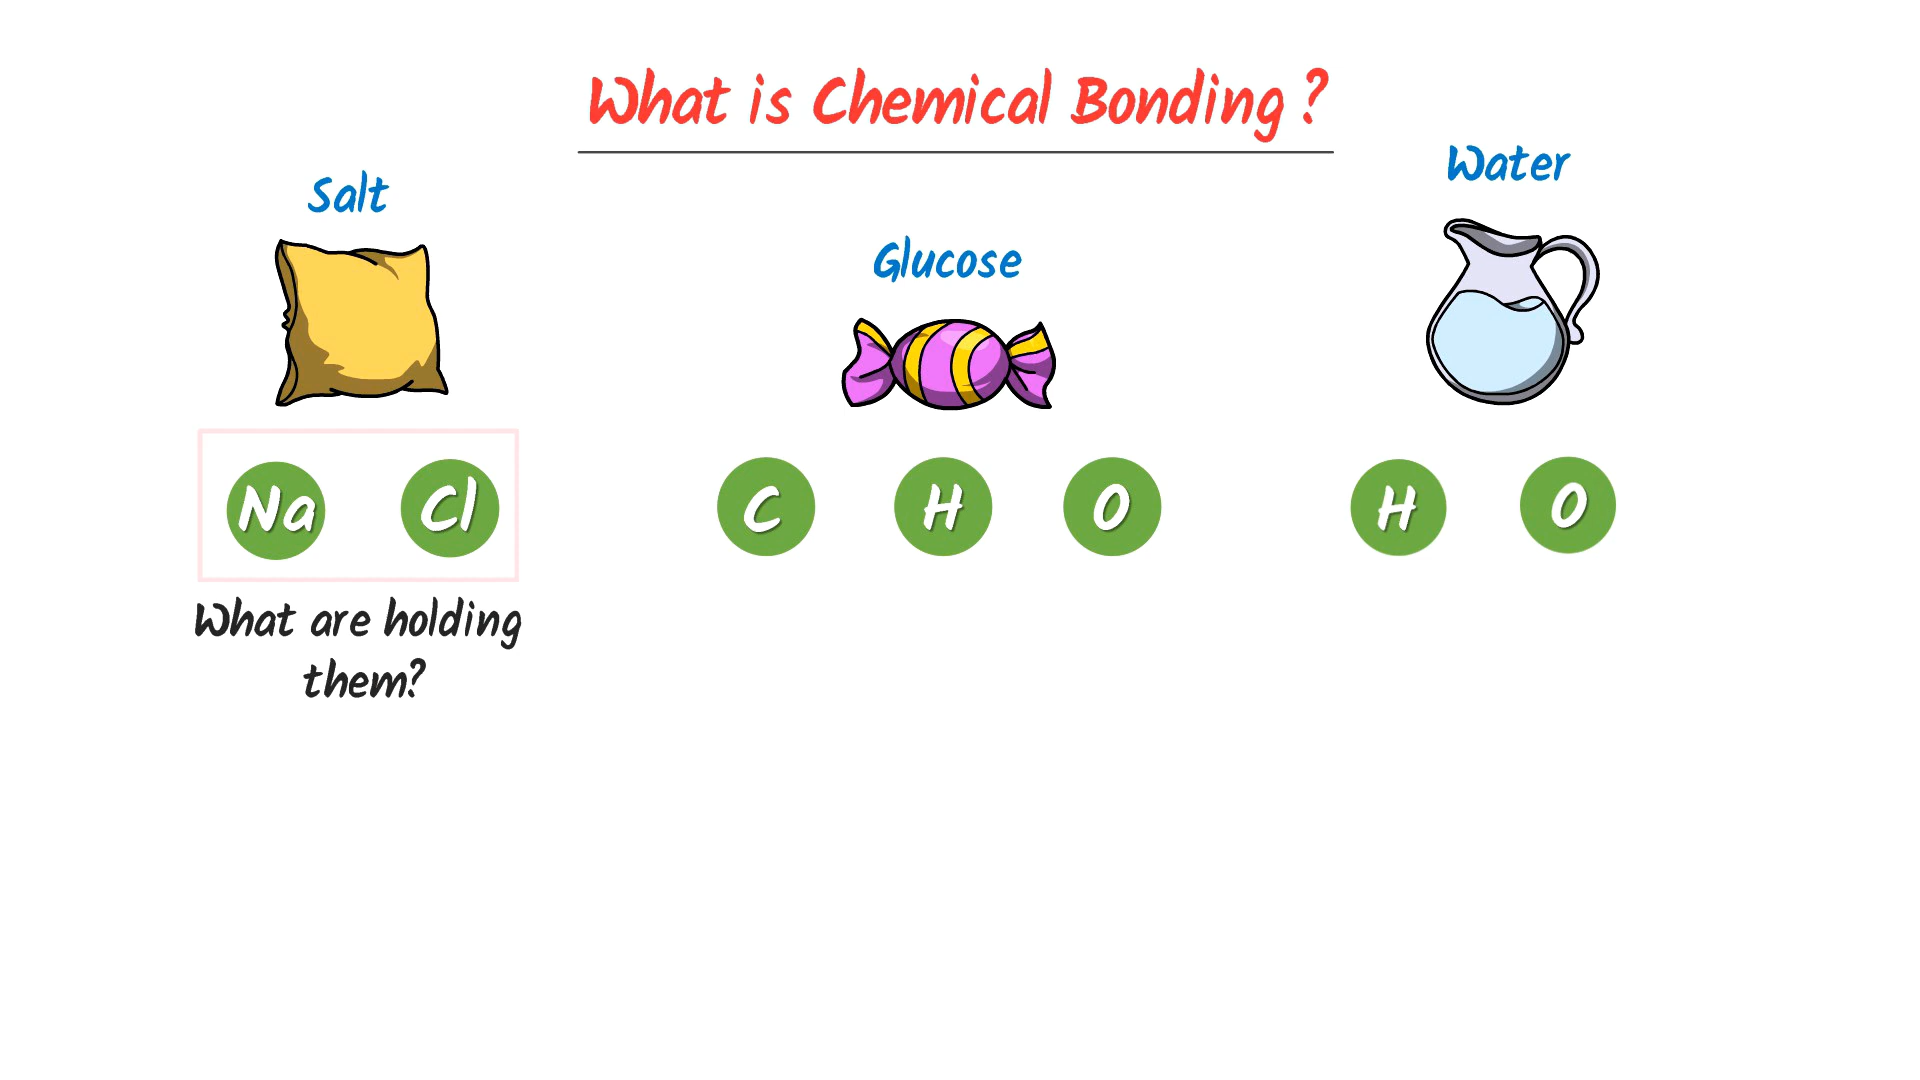 What is Chemical Bonding ?
Salt
Glucose
Water
Na Cl
C H O
H O
What are holding
them?